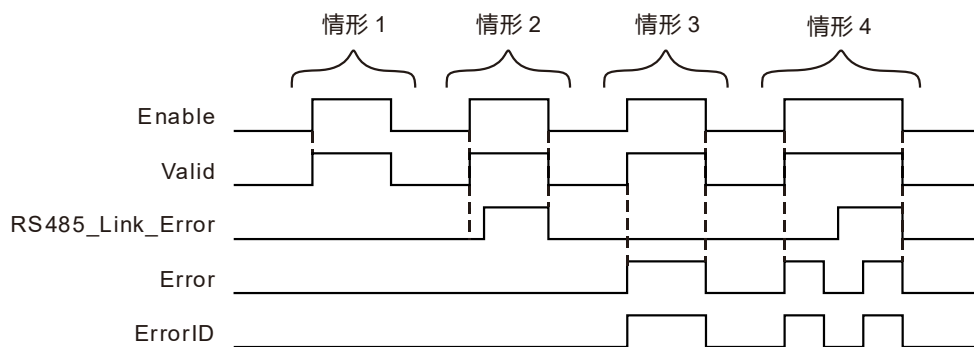 情形 1 情形 2 情形 3 情形 4
Enable
Valid
RS485_Link_Error
Error
ErrorID